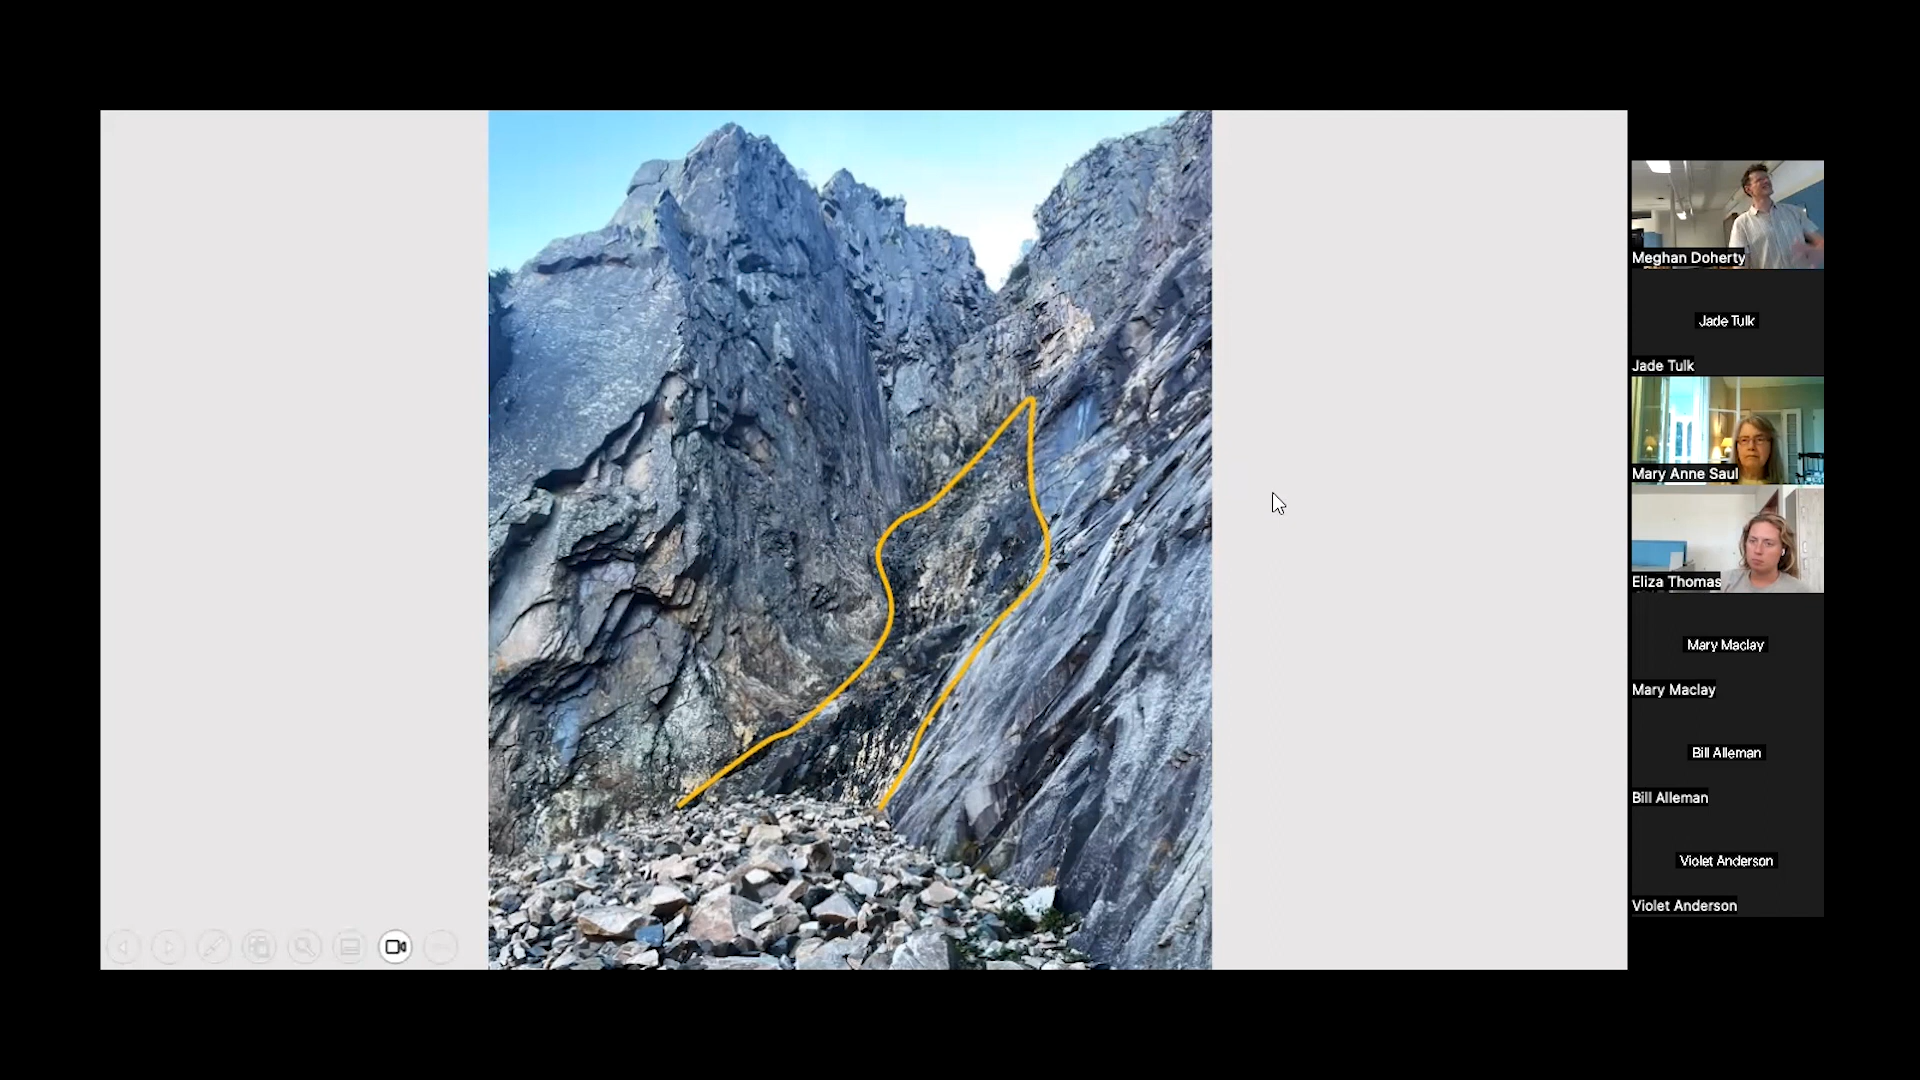 Meghan Doherty
Jade Tulk
Jade Tulk
Mary Anne Saul
Eliza Thomas
Mary Maclay
Mary Maclay
Bill Alleman
Bill Alleman
Violet Anderson
Violet Anderson